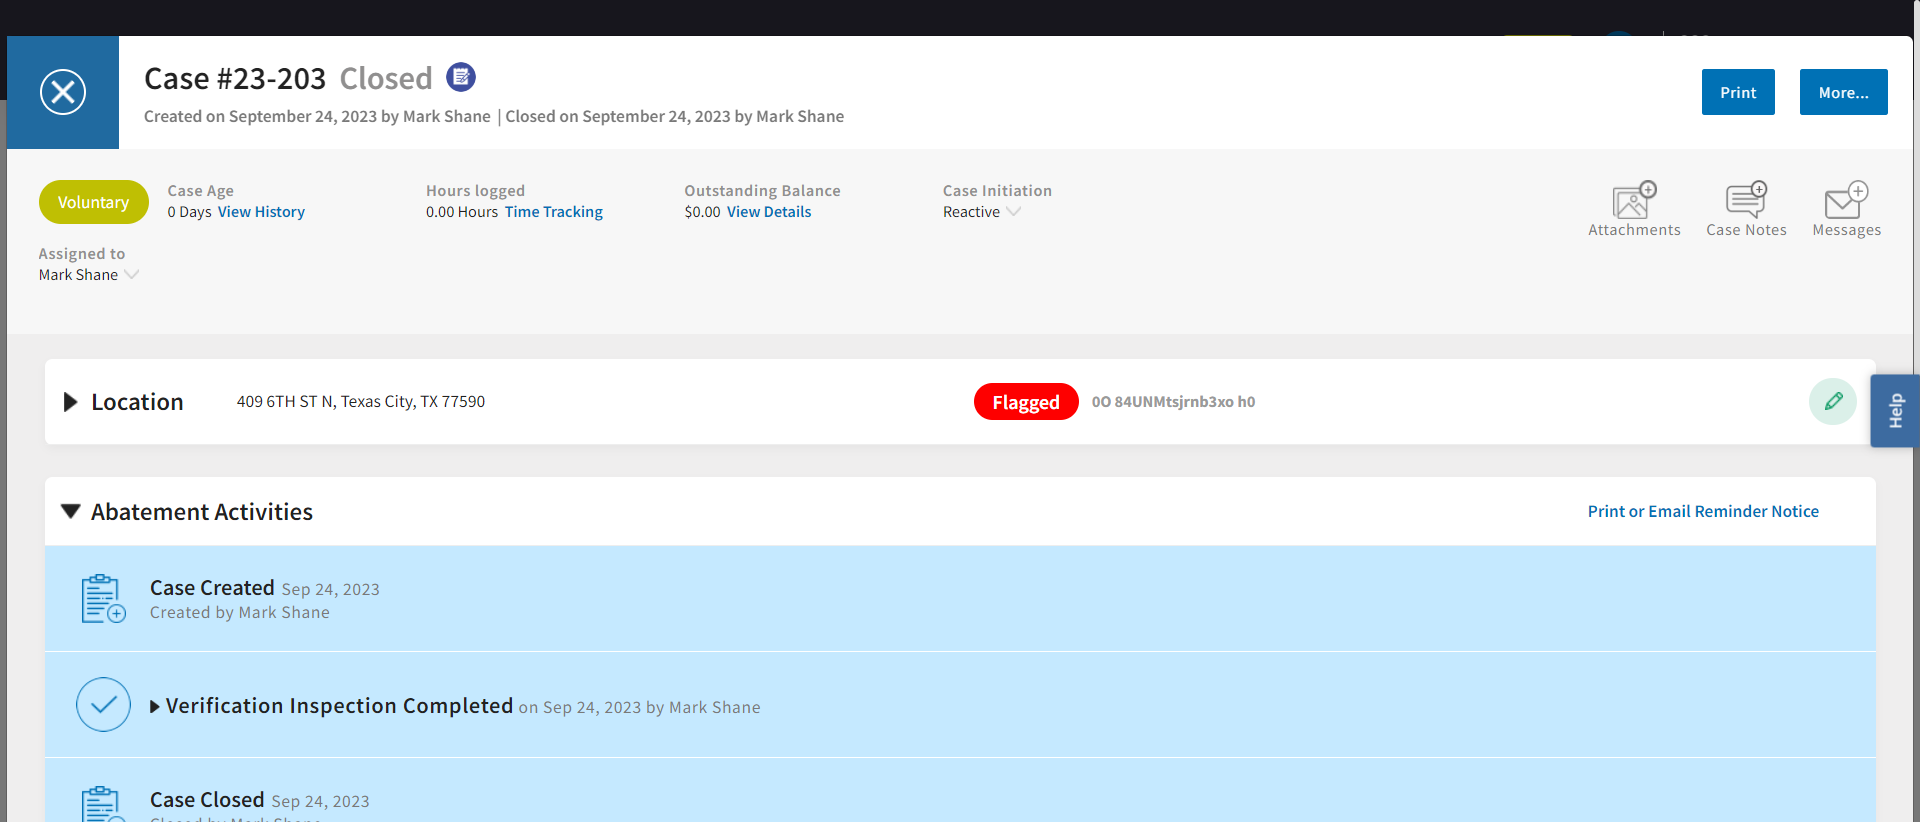 Case #23-203 Closed
Print
More...
Created on September 24, 2023 by Mark Shane | Closed on September 24, 2023 by Mark Shane
Voluntary
Case Age
0 Days View History
Hours logged
0.00 Hours Time Tracking
Outstanding Balance
$0.00 View Details
Case Initiation
Reactive
Attachments
Case Notes
Messages
Assigned to
Mark Shane
Location
409 6TH ST N, Texas City, TX 77590
Flagged
0O 84UNMtsjrnb3xo h0
Help
Abatement Activities
Print or Email Reminder Notice
Case Created Sep 24, 2023
Created by Mark Shane
Verification Inspection Completed on Sep 24, 2023 by Mark Shane
Case Closed Sep 24, 2023
Closed by Mark Shane